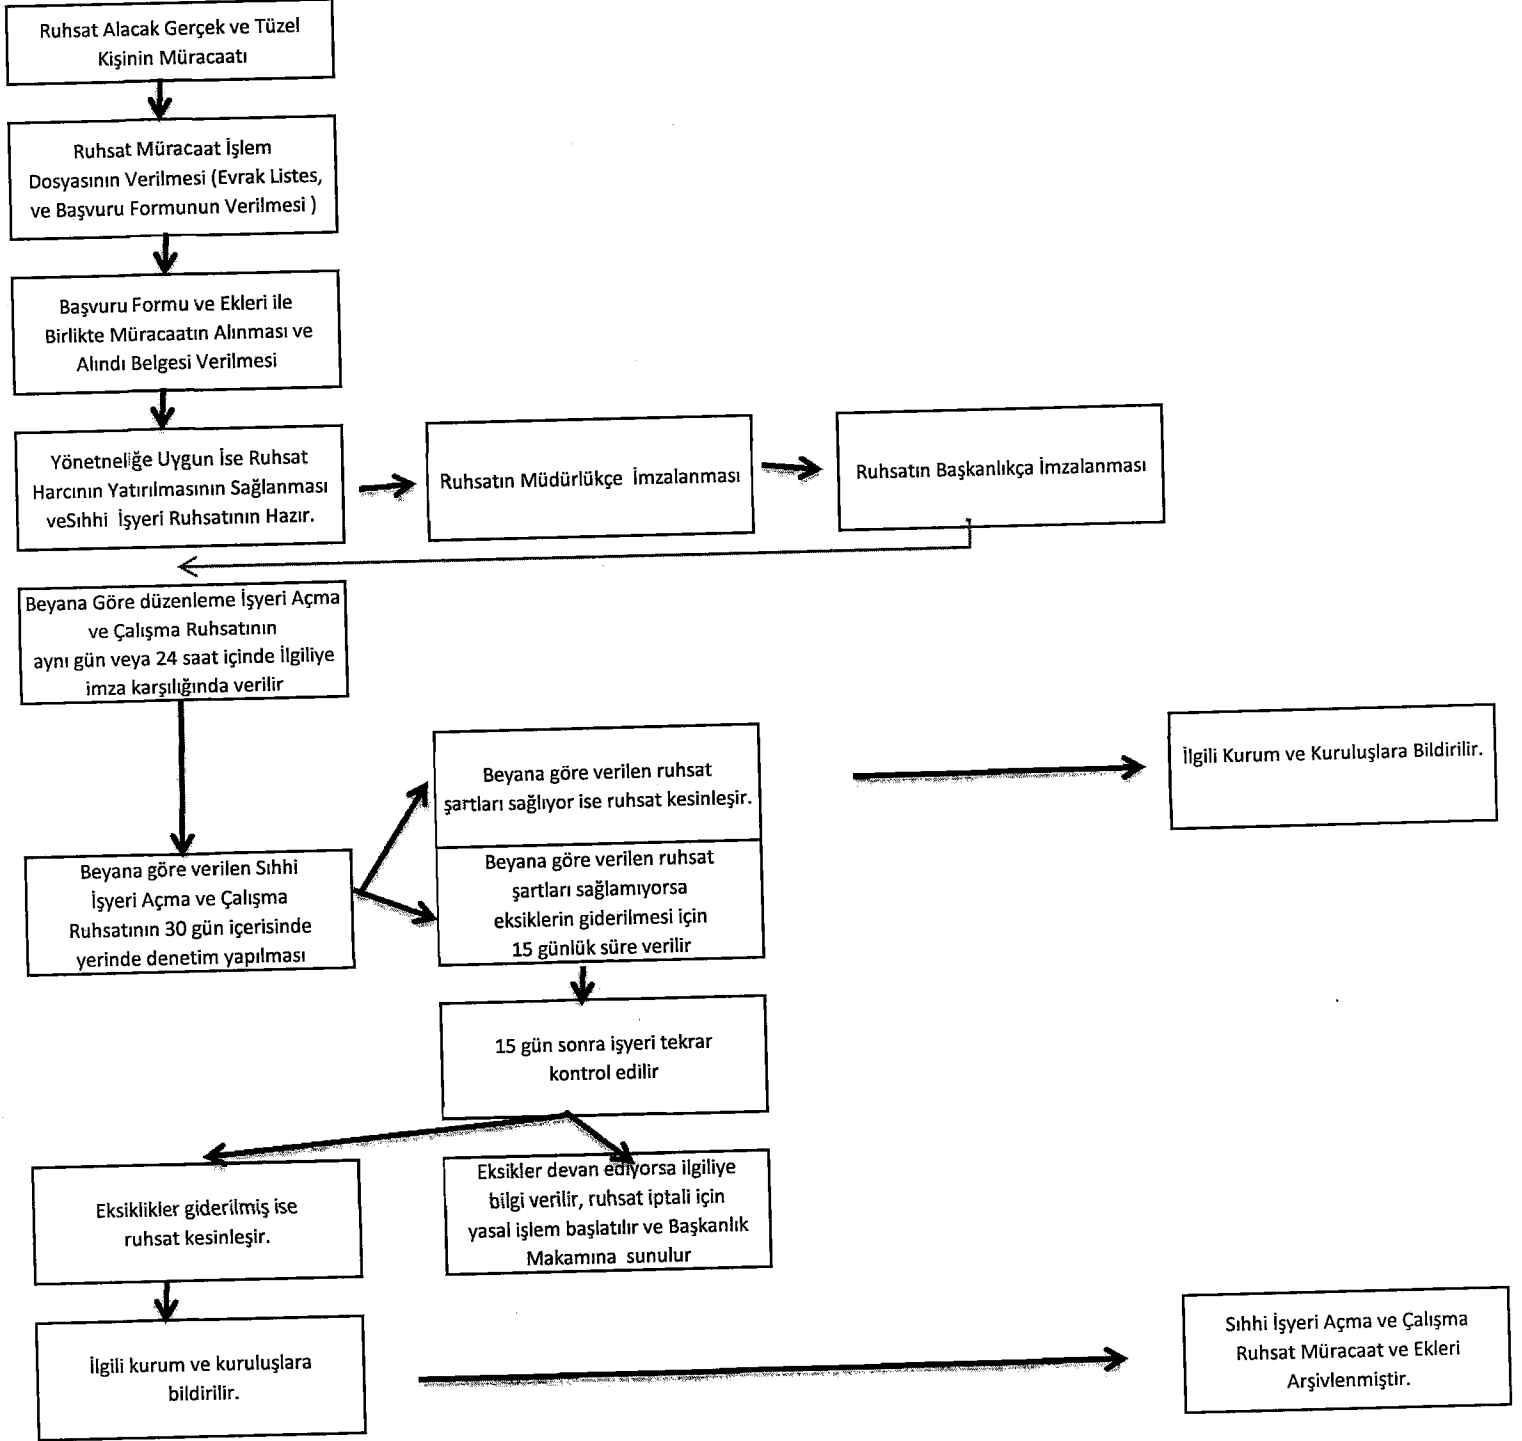 Ruhsat Alacak Gerçek ve Tüzel
Kişinin Müracaatı
Ruhsat Müracaat İşlem
Dosyasının Verilmesi (Evrak Listes,
ve Başvuru Formunun Verilmesi )
Başvuru Formu ve Ekleri ile
Birlikte Müracaatın Alınması ve
Alındı Belgesi Verilmesi
Yönetneliğe Uygun İse Ruhsat
Harcının Yatırılmasının Sağlanması
veSıhhi İşyeri Ruhsatının Hazır.
Ruhsatın Müdürlükçe İmzalanması
Ruhsatın Başkanlıkça İmzalanması
Beyana Göre düzenleme İşyeri Açma
ve Çalışma Ruhsatının
aynı gün veya 24 saat içinde İlgiliye
imza karşılığında verilir
Beyana göre verilen ruhsat
şartları sağlıyor ise ruhsat kesinleşir.
İlgili Kurum ve Kuruluşlara Bildirilir.
Beyana göre verilen Sıhhi
İşyeri Açma ve Çalışma
Ruhsatının 30 gün içerisinde
yerinde denetim yapılması
Beyana göre verilen ruhsat
şartları sağlamıyorsa
eksiklerin giderilmesi için
15 günlük süre verilir
15 gün sonra işyeri tekrar
kontrol edilir
Eksiklikler giderilmiş ise
ruhsat kesinleşir.
Eksikler devan ediyorsa ilgiliye
bilgi verilir, ruhsat iptali için
yasal işlem başlatılır ve Başkanlık
Makamına sunulur
İlgili kurum ve kuruluşlara
bildirilir.
Sıhhi İşyeri Açma ve Çalışma
Ruhsat Müracaat ve Ekleri
Arşivlenmiştir.